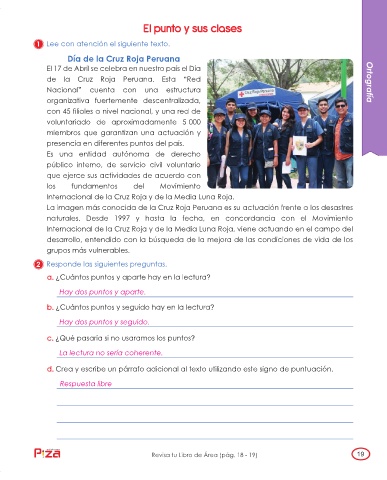 El punto y sus clases
1 Lee con atención el siguiente texto.
Día de la Cruz Roja Peruana
El 17 de Abril se celebra en nuestro país el Día
de la Cruz Roja Peruana. Esta “Red
Nacional” cuenta con una estructura
organizativa fuertemente descentralizada,
con 45 filiales a nivel nacional, y una red de
voluntariado de aproximadamente 5 000
miembros que garantizan una actuación y
presencia en diferentes puntos del país.
Es una entidad autónoma de derecho
público interno, de servicio civil voluntario
que ejerce sus actividades de acuerdo con
los fundamentos del Movimiento
Internacional de la Cruz Roja y de la Media Luna Roja.
La imagen más conocida de la Cruz Roja Peruana es su actuación frente a los desastres
naturales. Desde 1997 y hasta la fecha, en concordancia con el Movimiento
Internacional de la Cruz Roja y de la Media Luna Roja, viene actuando en el campo del
desarrollo, entendido con la búsqueda de la mejora de las condiciones de vida de los
grupos más vulnerables.
Ortografía
2 Responde las siguientes preguntas.
a. ¿Cuántos puntos y aparte hay en la lectura?
Hay dos puntos y aparte.
b. ¿Cuántos puntos y seguido hay en la lectura?
Hay dos puntos y seguido.
c. ¿Qué pasaría si no usaramos los puntos?
La lectura no sería coherente.
d. Crea y escribe un párrafo adicional al texto utilizando este signo de puntuación.
Respuesta libre
Revisa tu Libro de Área (pág. 18 - 19)
19